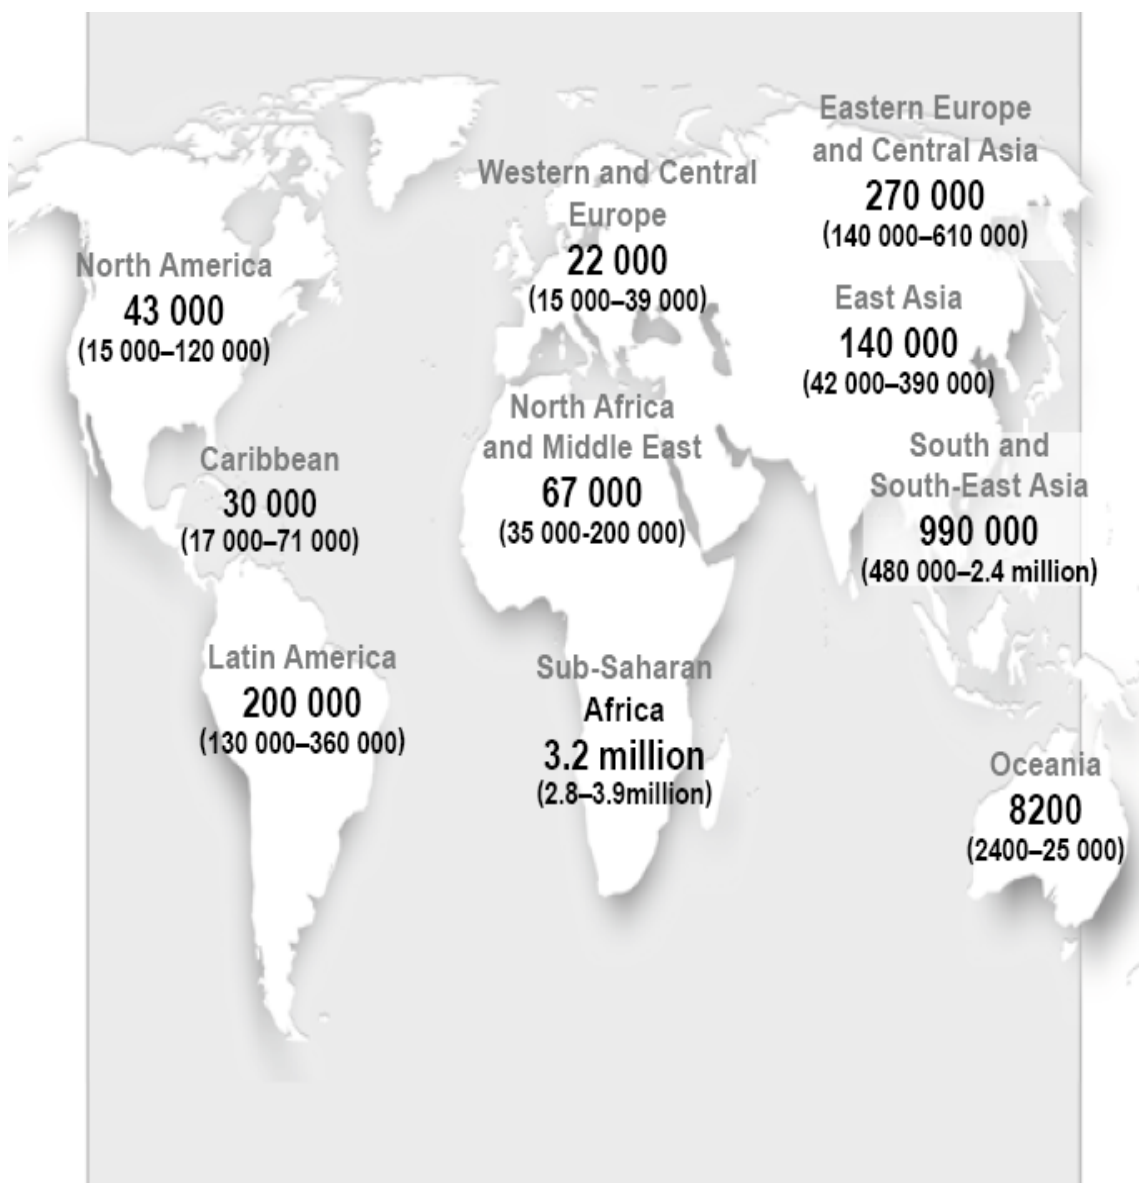 Eastern Europe
and Central Asia
270 000
(140 000–610 000)
Western and Central
Europe
22 000
(15 000–39 000)
North America
43 000
(15 000–120 000)
East Asia
140 000
(42 000–390 000)
North Africa
and Middle East
67 000
(35 000-200 000)
Caribbean
30 000
(17 000–71 000)
South and
South-East Asia
990 000
(480 000–2.4 million)
Latin America
200 000
(130 000–360 000)
Sub-Saharan
Africa
3.2 million
(2.8–3.9million)
Oceania
8200
(2400–25 000)